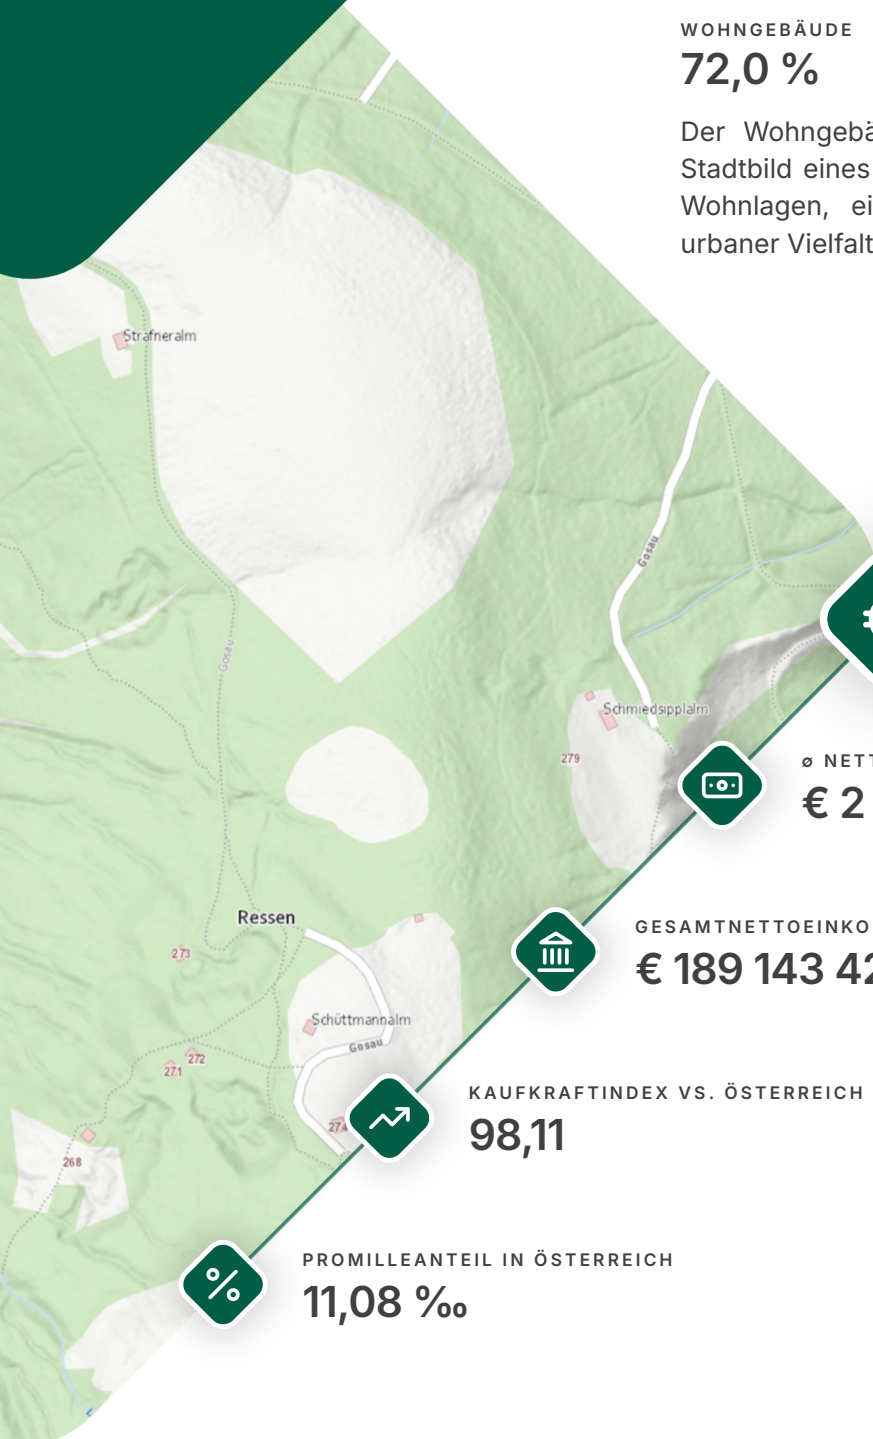 WOHNGEBÄUDE
72,0 %
Der Wohngebä
Stadtbild eines
Wohnlagen, ei
urbaner Vielfalt
Strafneralm
Gosau
Gosau
Schmiedsipplalm
279
ø NETT
€ 2
Ressen
GESAMTNETTOEINKO
273
€ 189 143 42
Schüttmannalm
Gosau
272
271
KAUFKRAFTINDEX VS. ÖSTERREICH
98,11
274
268
PROMILLEANTEIL IN ÖSTERREICH
11,08 ‰